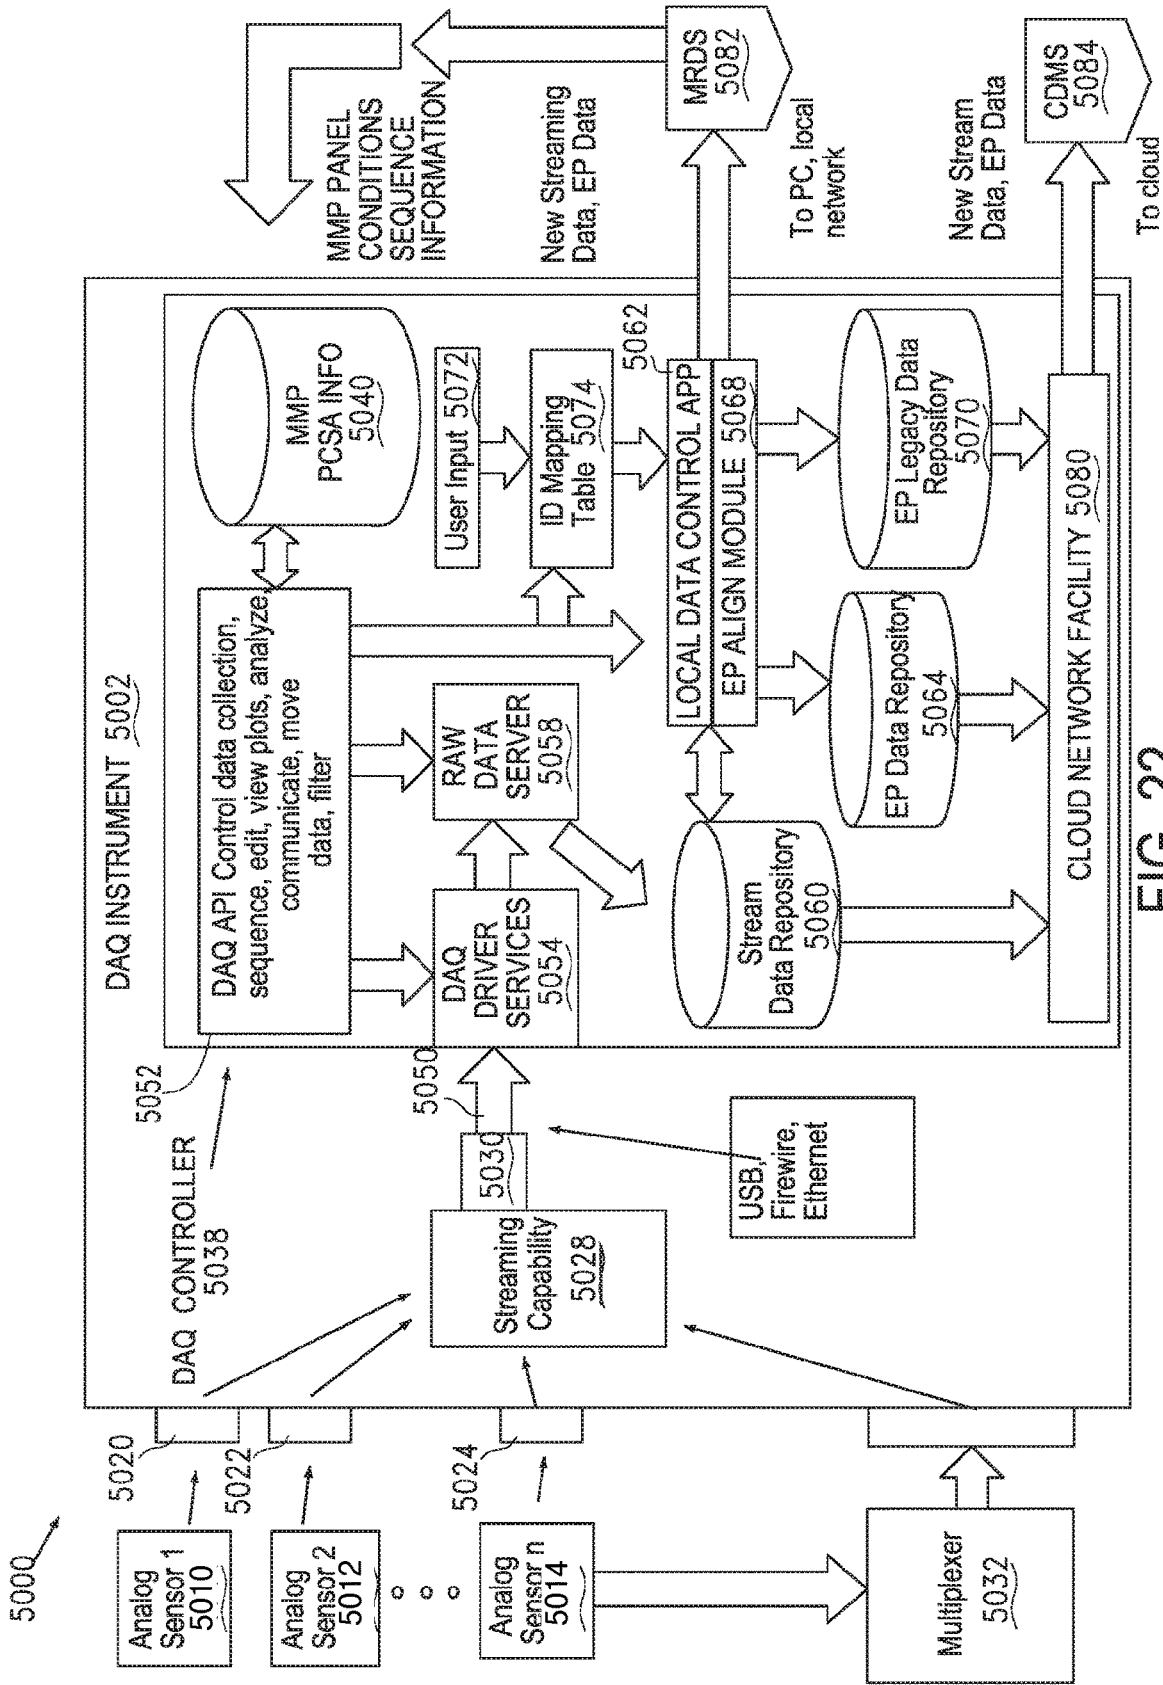 5000
Analog
Sensor 1
5010
Analog
Sensor 2
5012
Analog
Sensor n
5014
Multiplexer
5032
5020
5022
5024
DAQ INSTRUMENT 5002
DAQ CONTROLLER
5038
Streaming
Capability
5028
5030
5050
USB,
Firewire,
Ethernet
5052
DAQ API Control data collection,
sequence, edit, view plots, analyze,
communicate, move
data, filter
MMP
PCSA INFO
5040
DAQ
DRIVER
SERVICES
5054
RAW
DATA
SERVER
5058
User Input 5072
ID Mapping
Table 5074
5062
LOCAL DATA CONTROL APP
EP ALIGN MODULE 5068
Stream
Data Repository
5060
EP Data Repository
5064
EP Legacy Data
Repository
5070
CLOUD NETWORK FACILITY 5080
MMP PANEL
CONDITIONS
SEQUENCE
INFORMATION
New Streaming
Data, EP Data
MRDS
5082
To PC, local
network
New Stream
Data, EP Data
CDMS
5084
To cloud
FIG. 22